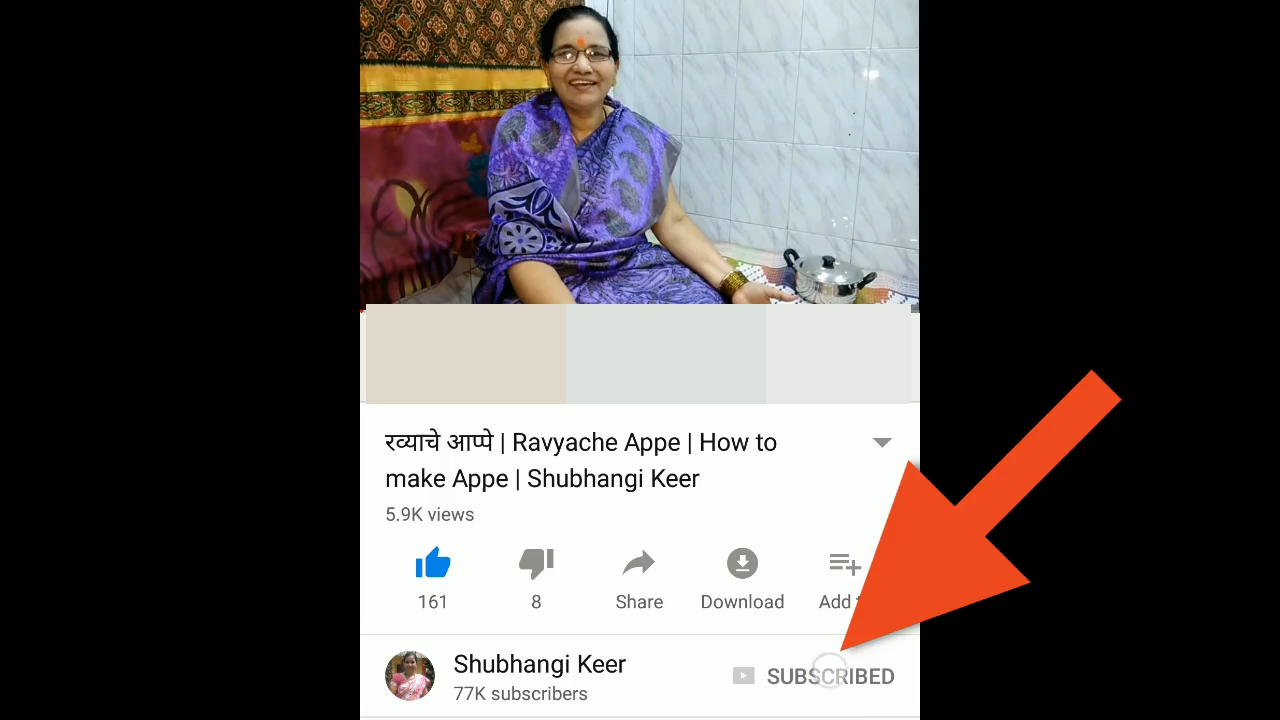 रव्याचे आप्पे | Ravyache Appe | How to
make Appe | Shubhangi Keer
5.9K views
161
8
Share
Download
Add
Shubhangi Keer
77K subscribers
SUBSCRIBED